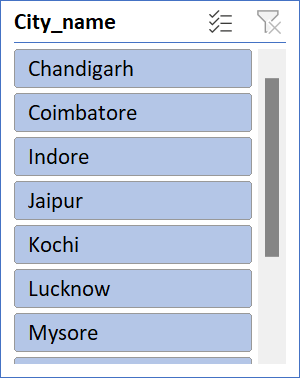 City_name
Chandigarh
Coimbatore
Indore
Jaipur
Kochi
Lucknow
Mysore